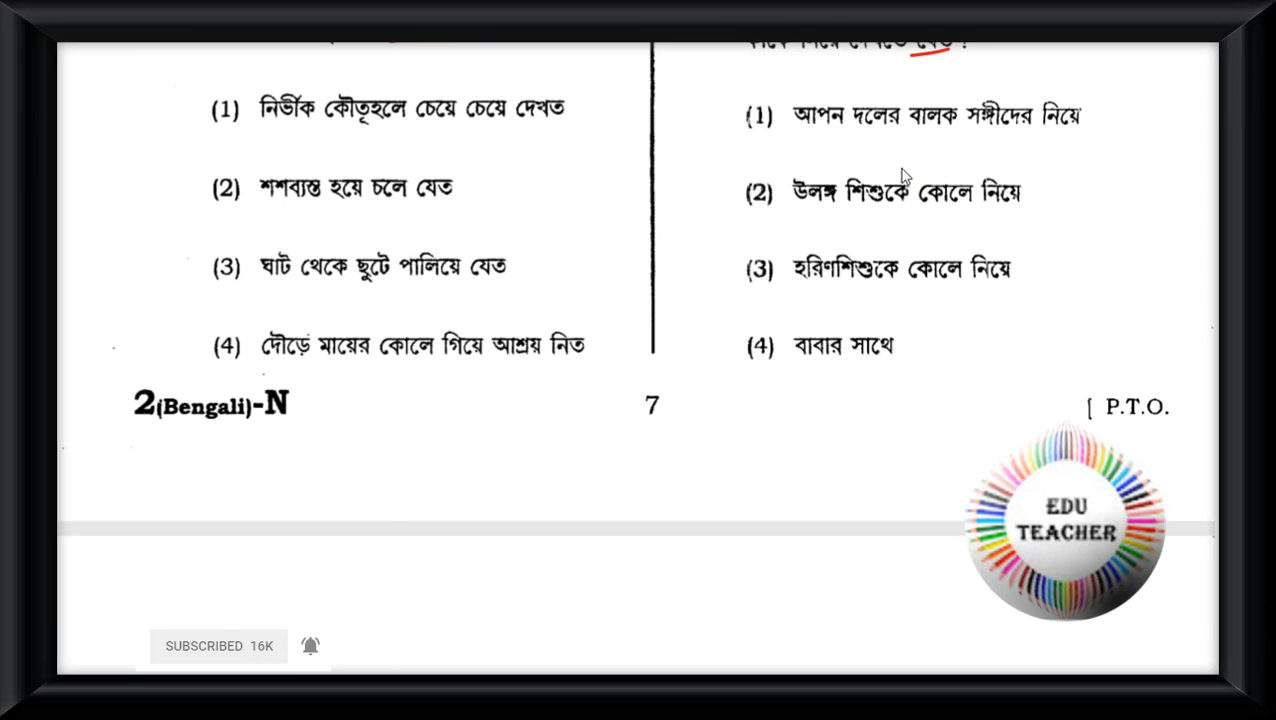 (1) নির্ভীক কৌতূহলে চেয়ে চেয়ে দেখত
(2) শশব্যস্ত হয়ে চলে যেত
(3) ঘাট থেকে ছুটে পালিয়ে যেত
(4) দৌড়ে মায়ের কোলে গিয়ে আশ্রয় নিত
(1) আপন দলের বালক সঙ্গীদের নিয়ে
(2) উলঙ্গ শিশুকে কোলে নিয়ে
(3) হরিণশিশুকে কোলে নিয়ে
(4) বাবার সাথে
2(Bengali)-N
7
[ P.T.O.
EDU
TEACHER
SUBSCRIBED 16K